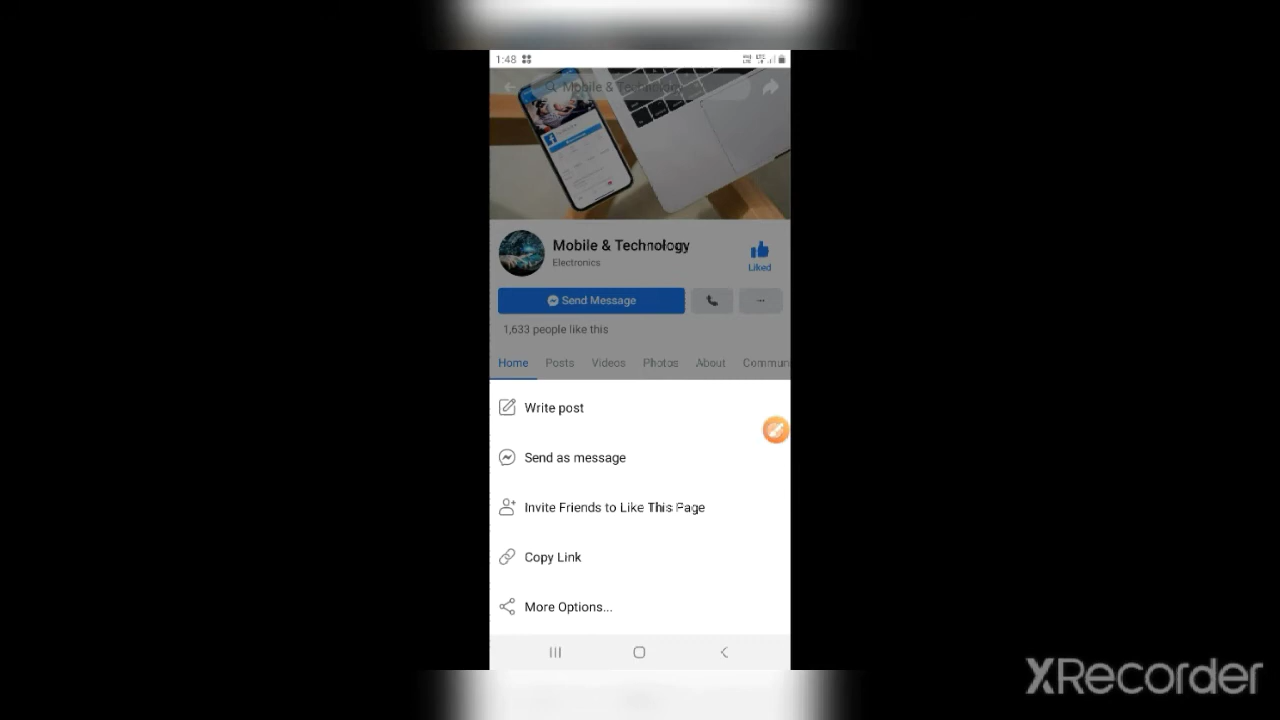 1:48
Mobile & Technology
Mobile & Technology
Electronics
Liked
Send Message
1,633 people like this
Home Posts Videos Photos About Commun
Write post
Send as message
Invite Friends to Like This Page
Copy Link
More Options...
XRecorder